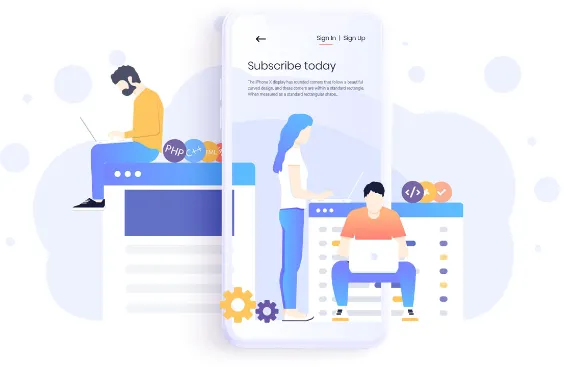 Sign In | Sign Up
Subscribe today
The iPhone X display has rounded corners that follow a beautiful
curved design, and these corners are within a standard rectangle.
When measured as a standard rectangular shape,
PHP
C++
</>